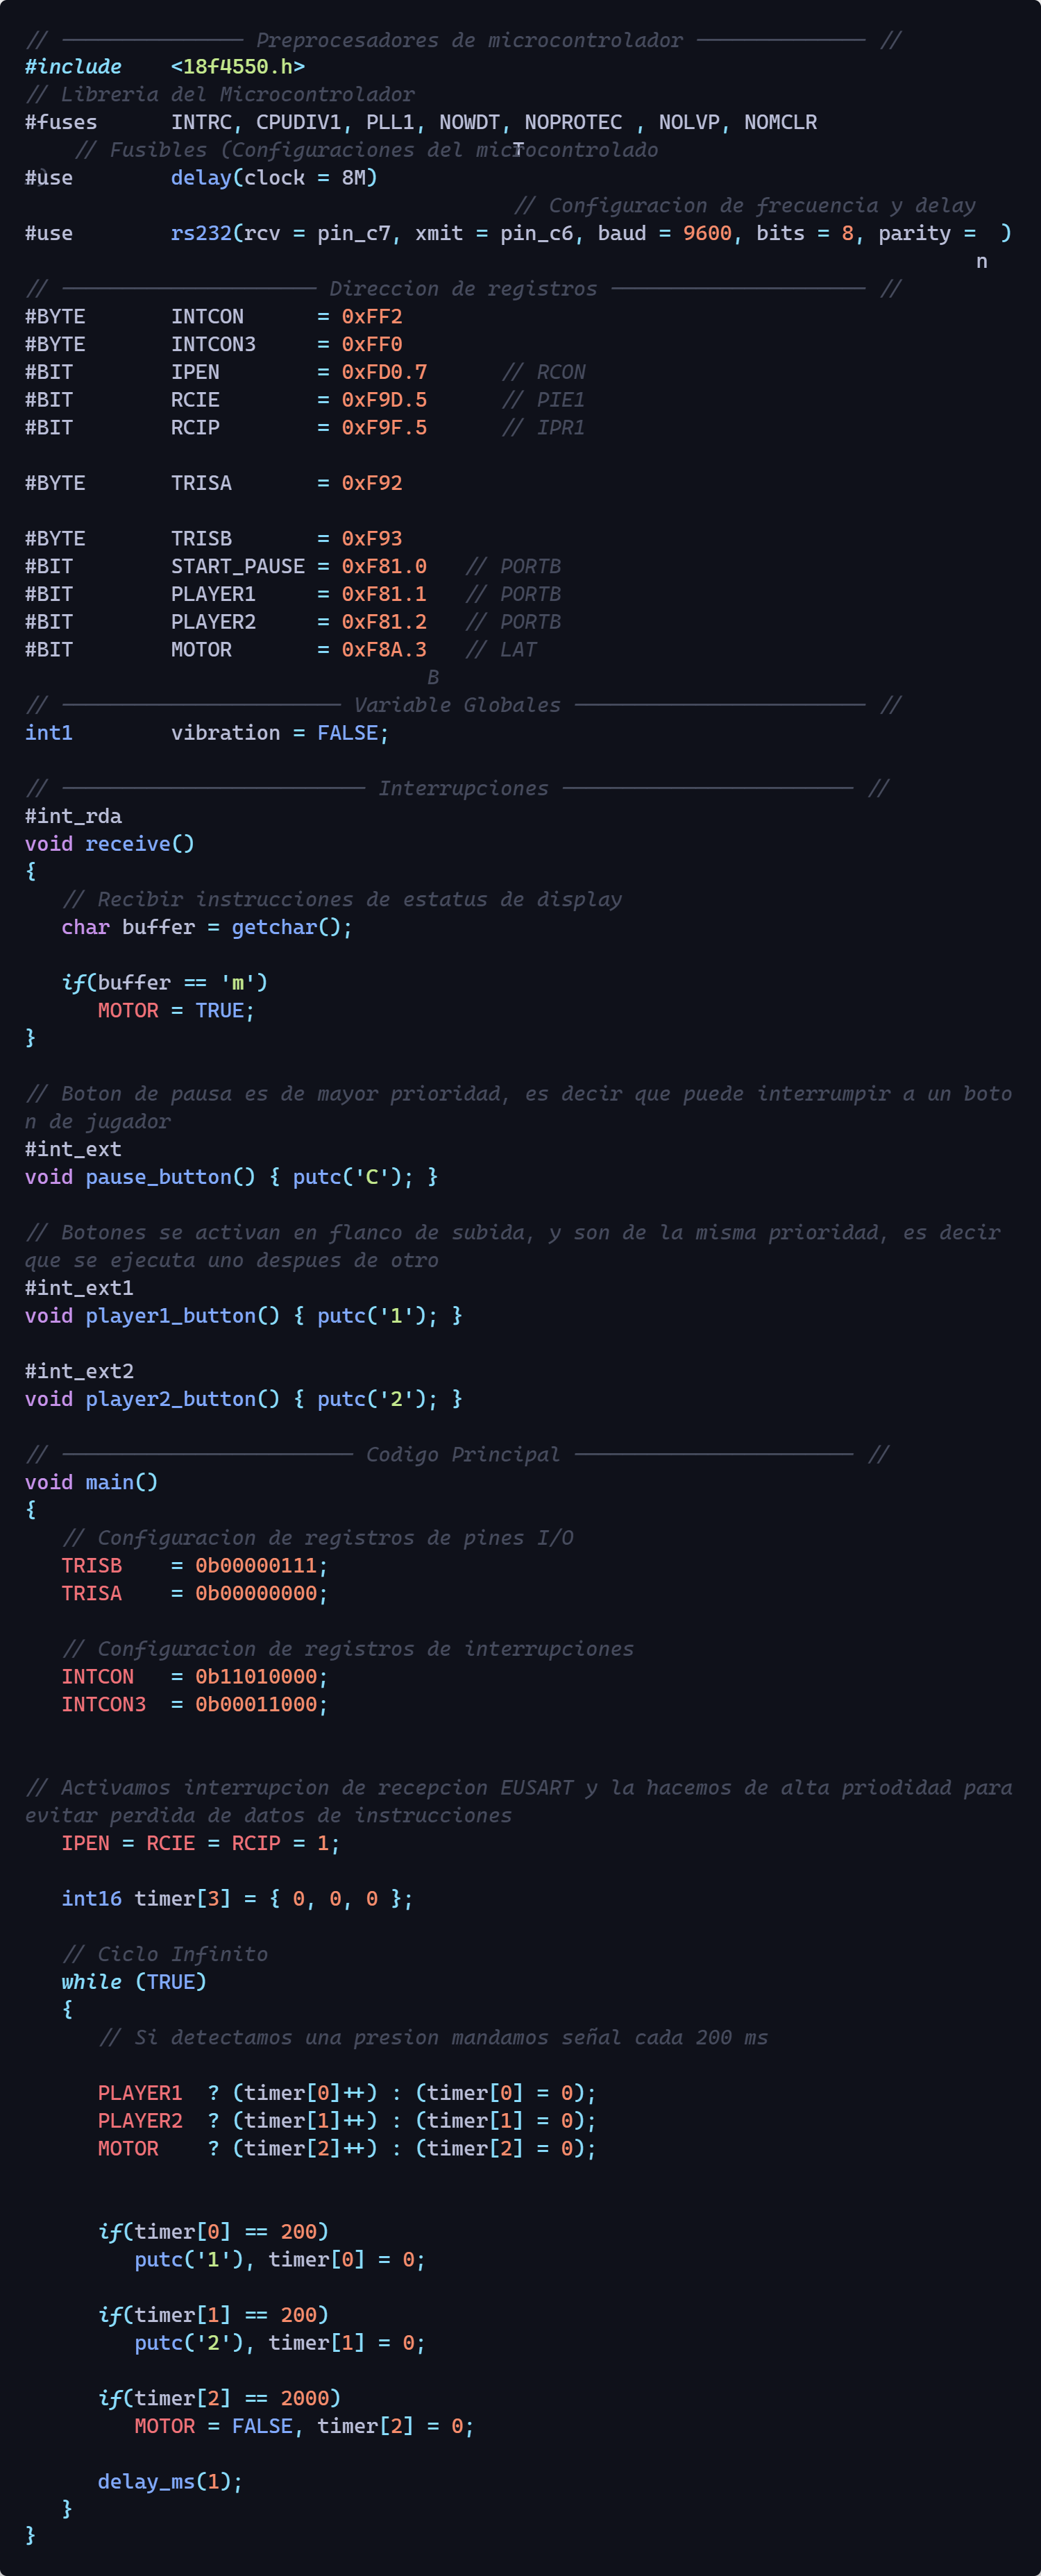 // --------------- Preprocesadores de microcontrolador -------------- //
#include    <18f4550.h>
// Libreria del Microcontrolador
#fuses      INTRC, CPUDIV1, PLL1, NOWDT, NOPROTECT, NOLVP, NOMCLR
// Fusibles (Configuraciones del microcontrolador)
#use        delay(clock = 8M)
// Configuracion de frecuencia y delay
#use        rs232(rcv = pin_c7, xmit = pin_c6, baud = 9600, bits = 8, parity = n)
// --------------------- Direccion de registros --------------------- //
#BYTE       INTCON      = 0xFF2
#BYTE       INTCON3     = 0xFF0
#BIT        IPEN        = 0xFD0.7      // RCON
#BIT        RCIE        = 0xF9D.5      // PIE1
#BIT        RCIP        = 0xF9F.5      // IPR1
#BYTE       TRISA       = 0xF92
#BYTE       TRISB       = 0xF93
#BIT        START_PAUSE = 0xF81.0   // PORTB
#BIT        PLAYER1     = 0xF81.1   // PORTB
#BIT        PLAYER2     = 0xF81.2   // PORTB
#BIT        MOTOR       = 0xF8A.3   // LATB
// ----------------------- Variable Globales ------------------------ //
int1        vibration = FALSE;
// ------------------------- Interrupciones ------------------------ //
#int_rda
void receive()
{
   // Recibir instrucciones de estatus de display
   char buffer = getchar();
   if(buffer == 'm')
      MOTOR = TRUE;
}
// Boton de pausa es de mayor prioridad, es decir que puede interrumpir a un boto
n de jugador
#int_ext
void pause_button() { putc('C'); }
// Botones se activan en flanco de subida, y son de la misma prioridad, es decir
que se ejecuta uno despues de otro
#int_ext1
void player1_button() { putc('1'); }
#int_ext2
void player2_button() { putc('2'); }
// ------------------------ Codigo Principal ----------------------- //
void main()
{
   // Configuracion de registros de pines I/O
   TRISB    = 0b00000111;
   TRISA    = 0b00000000;
   // Configuracion de registros de interrupciones
   INTCON   = 0b11010000;
   INTCON3  = 0b00011000;
// Activamos interrupcion de recepcion EUSART y la hacemos de alta priodidad para
evitar perdida de datos de instrucciones
   IPEN = RCIE = RCIP = 1;
   int16 timer[3] = { 0, 0, 0 };
   // Ciclo Infinito
   while (TRUE)
   {
      // Si detectamos una presion mandamos señal cada 200 ms
      PLAYER1  ? (timer[0]++) : (timer[0] = 0);
      PLAYER2  ? (timer[1]++) : (timer[1] = 0);
      MOTOR    ? (timer[2]++) : (timer[2] = 0);
      if(timer[0] == 200)
         putc('1'), timer[0] = 0;
      if(timer[1] == 200)
         putc('2'), timer[1] = 0;
      if(timer[2] == 2000)
         MOTOR = FALSE, timer[2] = 0;
      delay_ms(1);
   }
}